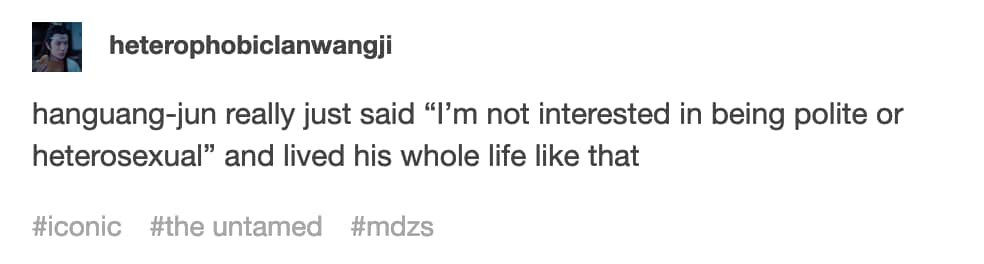 heterophobiclanwangji
hanguang-jun really just said “I’m not interested in being polite or
heterosexual” and lived his whole life like that
#iconic #the untamed #mdzs